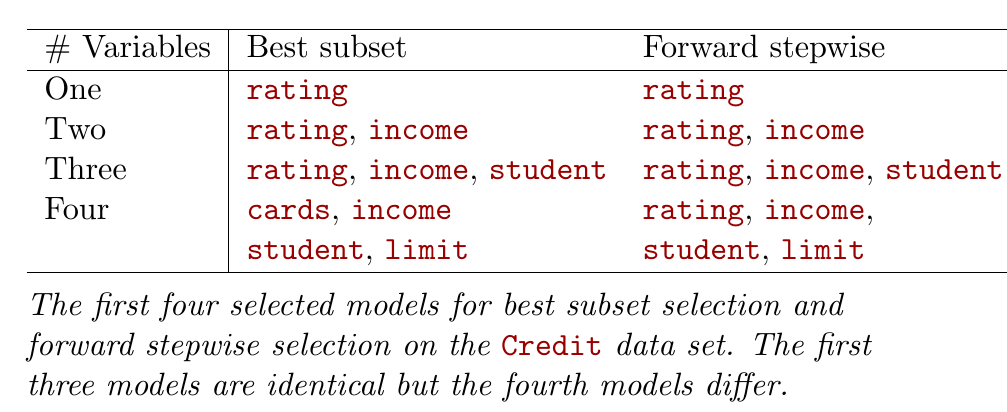 # Variables Best subset Forward stepwise
One rating rating
Two rating, income rating, income
Three rating, income, student rating, income, student
Four cards, income rating, income,
student, limit student, limit
The first four selected models for best subset selection and
forward stepwise selection on the Credit data set. The first
three models are identical but the fourth models differ.